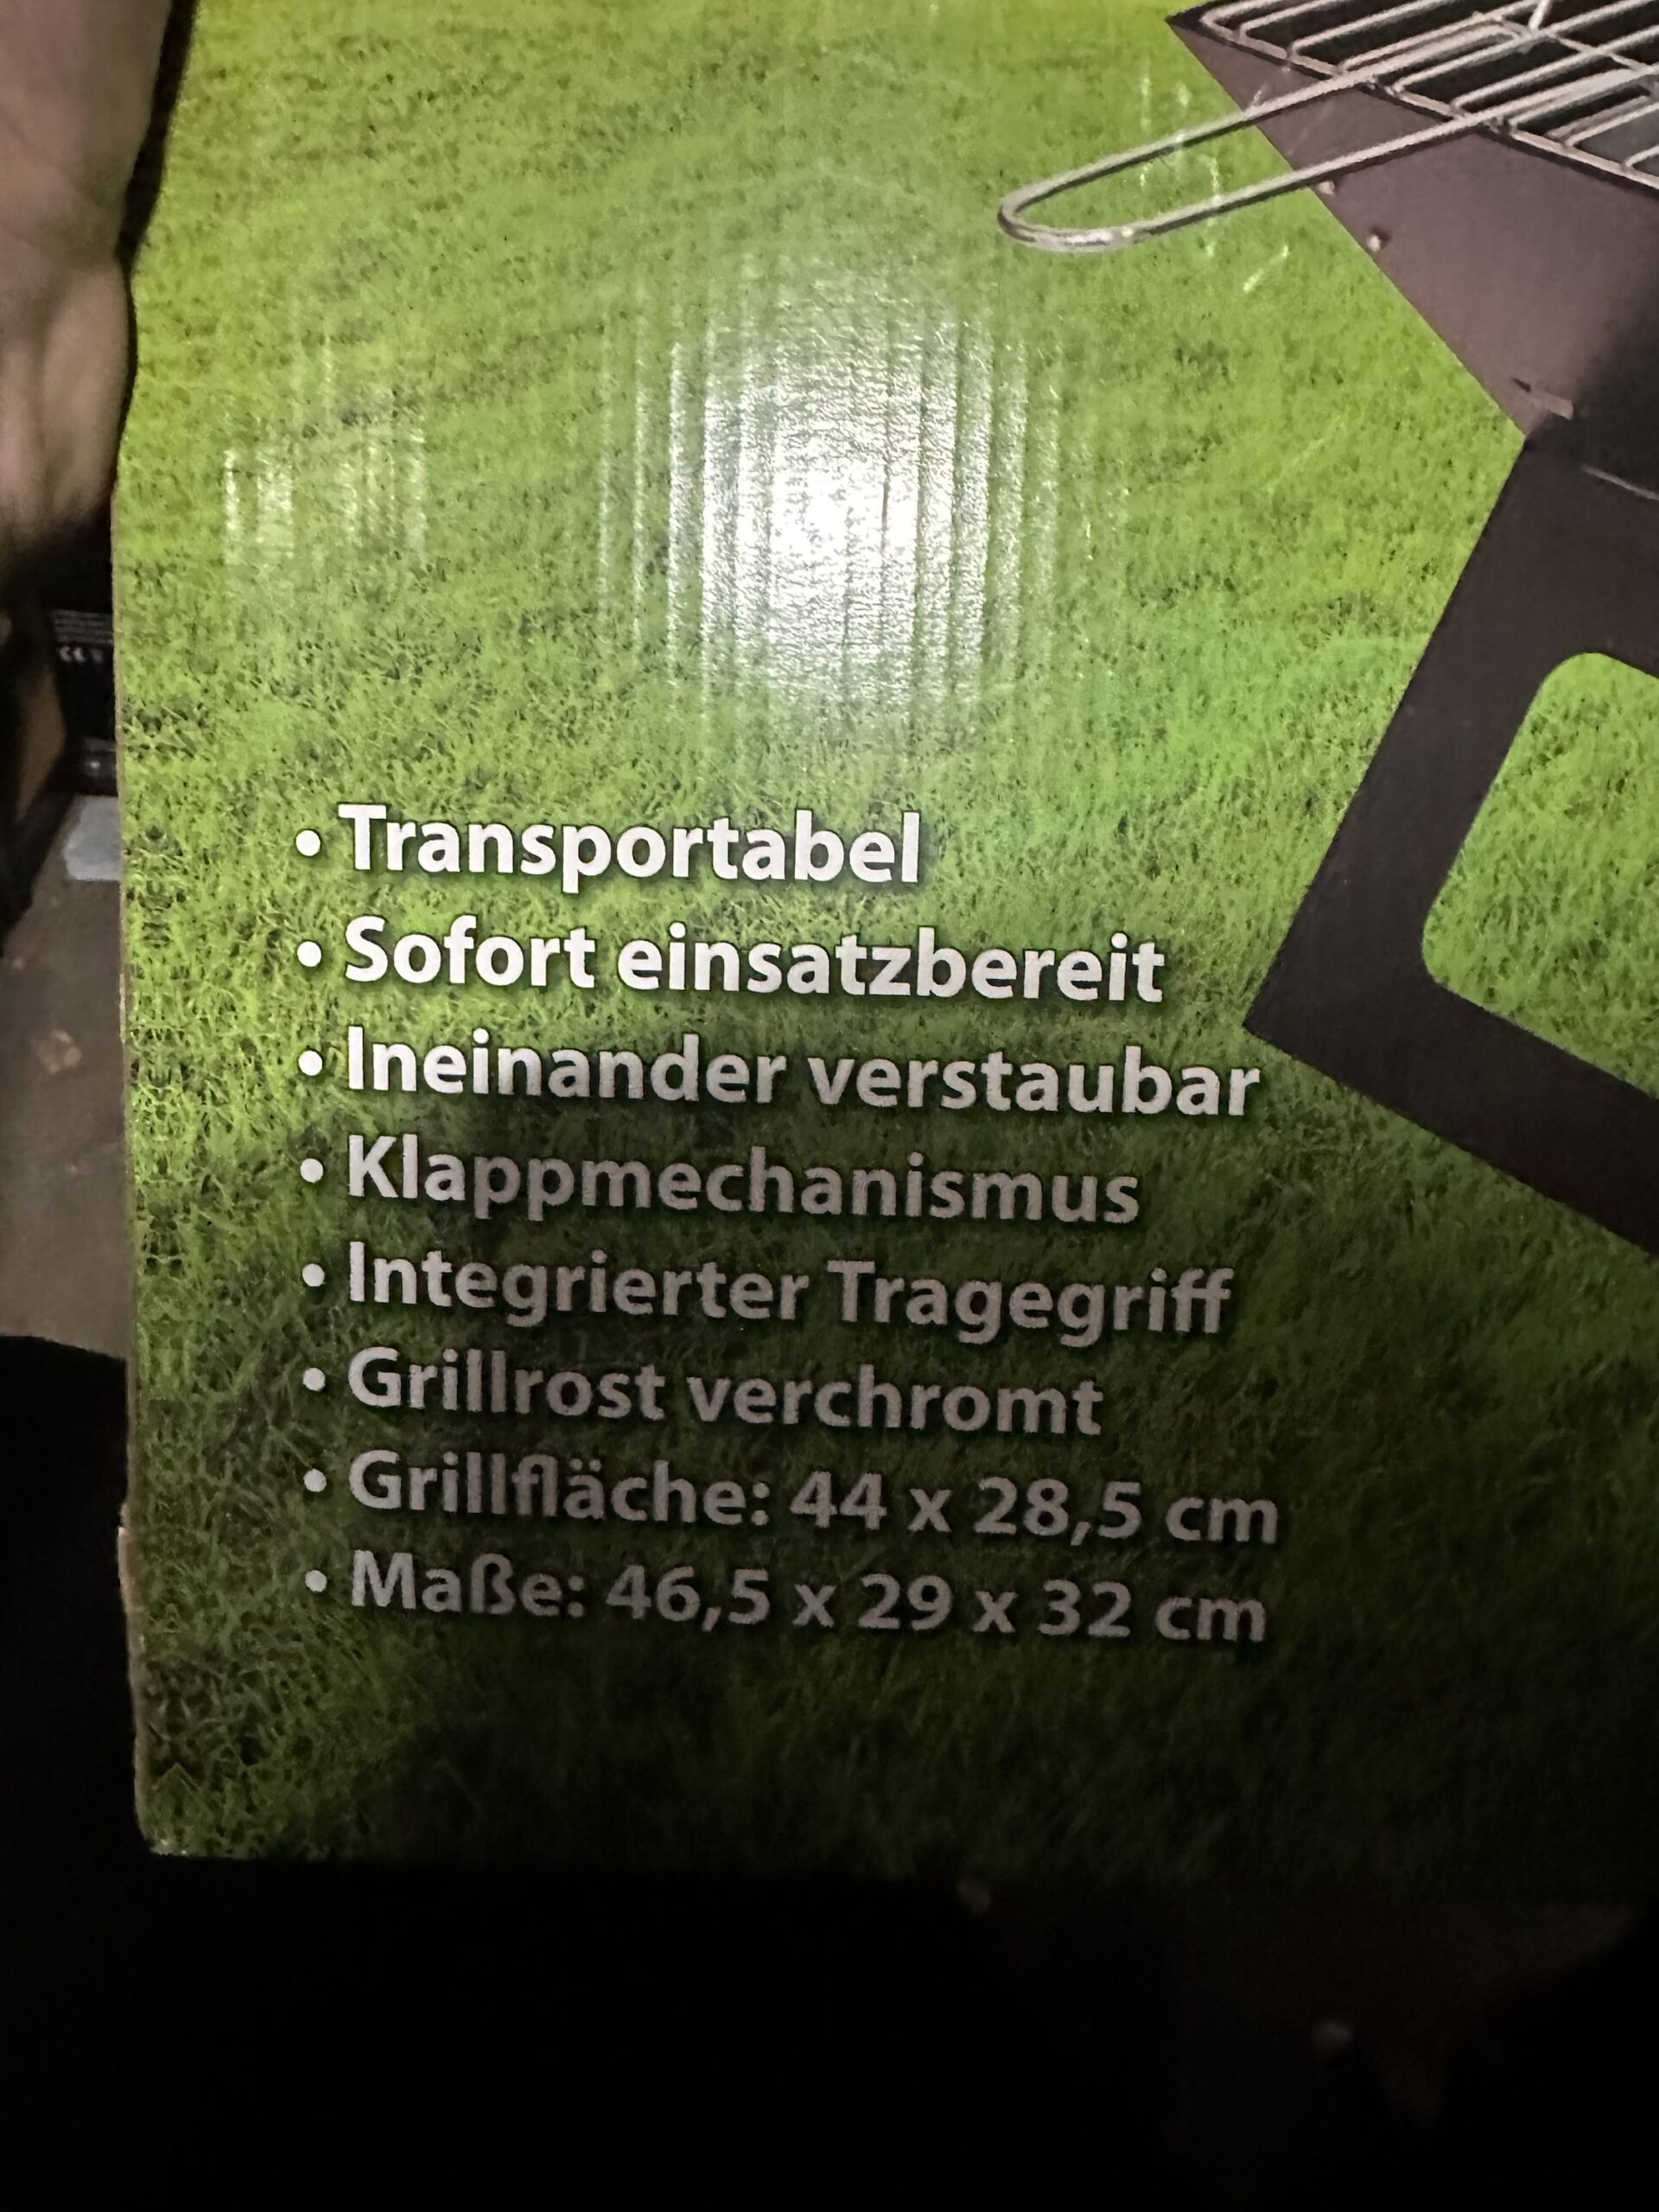 • Transportabel
• Sofort einsatzbereit
• Ineinander verstaubar
• Klappmechanismus
• Integrierter Tragegriff
• Grillrost verchromt
• Grillfläche: 44 x 28,5 cm
• Maße: 46,5 x 29 x 32 cm